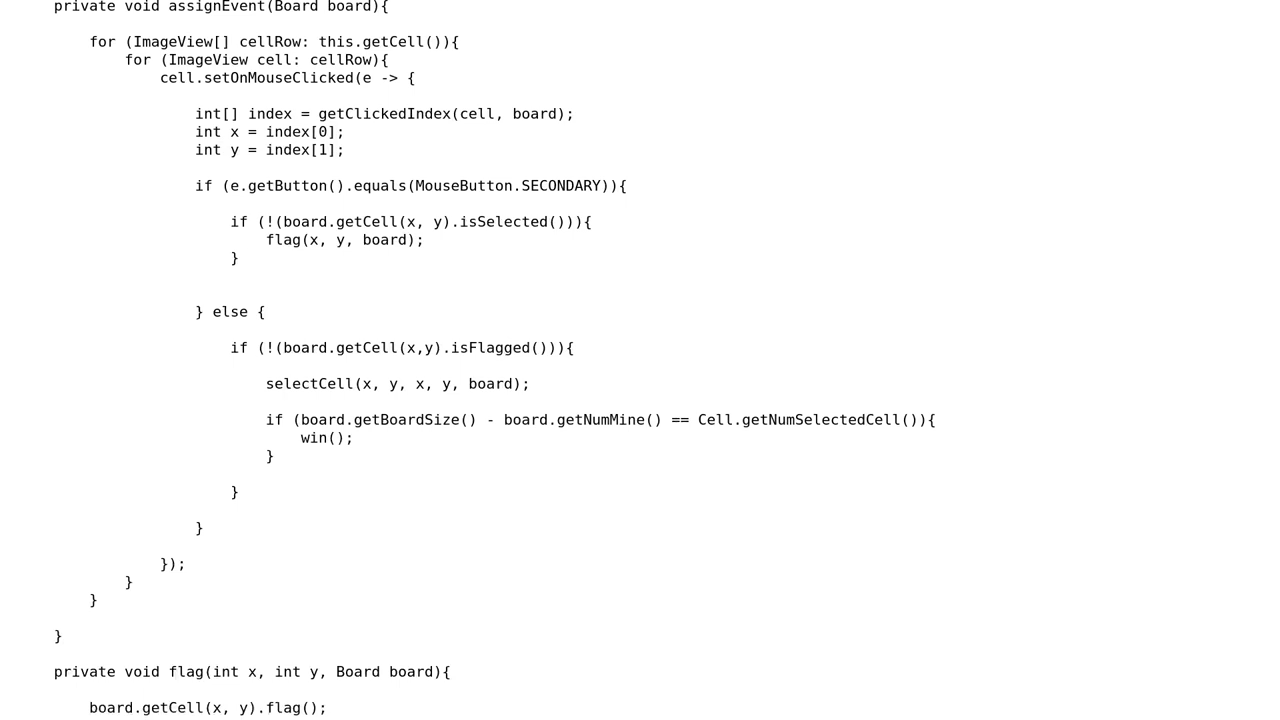 private void assignEvent(Board board){
for (ImageView[] cellRow: this.getCell()){
for (ImageView cell: cellRow){
cell.setOnMouseClicked(e -> {
int[] index = getClickedIndex(cell, board);
int x = index[0];
int y = index[1];
if (e.getButton().equals(MouseButton.SECONDARY)){
if (!(board.getCell(x, y).isSelected())){
flag(x, y, board);
}
} else {
if (!(board.getCell(x,y).isFlagged())){
selectCell(x, y, x, y, board);
if (board.getBoardSize() - board.getNumMine() == Cell.getNumSelectedCell()){
win();
}
}
}
});
}
}
}
private void flag(int x, int y, Board board){
board.getCell(x, y).flag();